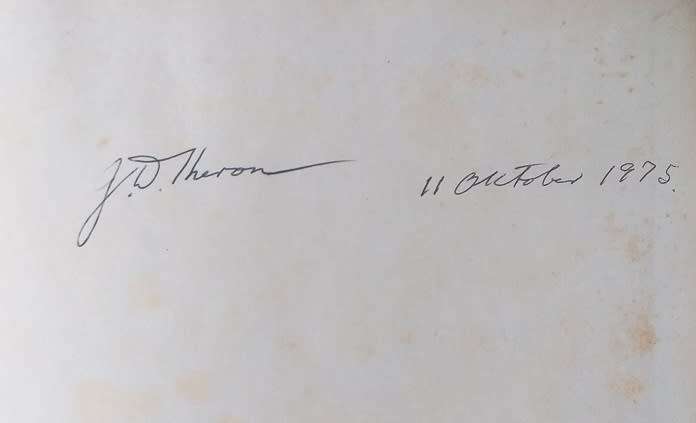 J.D. Theron 11 Oktober 1975.